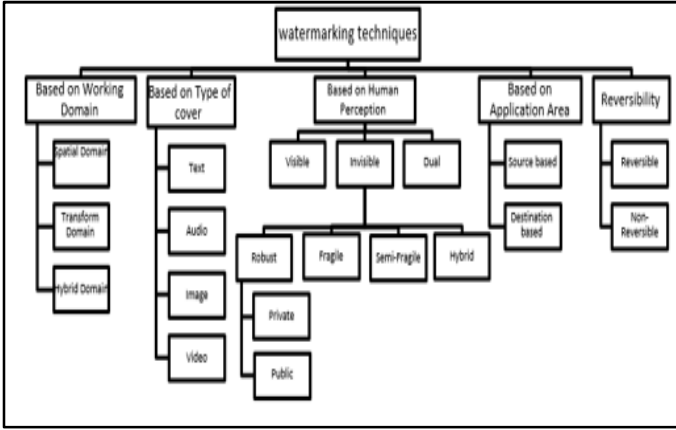 watermarking techniques
Based on Working
Domain
Based on Type of
cover
Based on Human
Perception
Based on
Application Area
Reversibility
Spatial Domain
Transform
Domain
Hybrid Domain
Text
Audio
Image
Video
Visible
Invisible
Dual
Robust
Fragile
Semi-Fragile
Hybrid
Private
Public
Source based
Destination
based
Reversible
Non-
Reversible